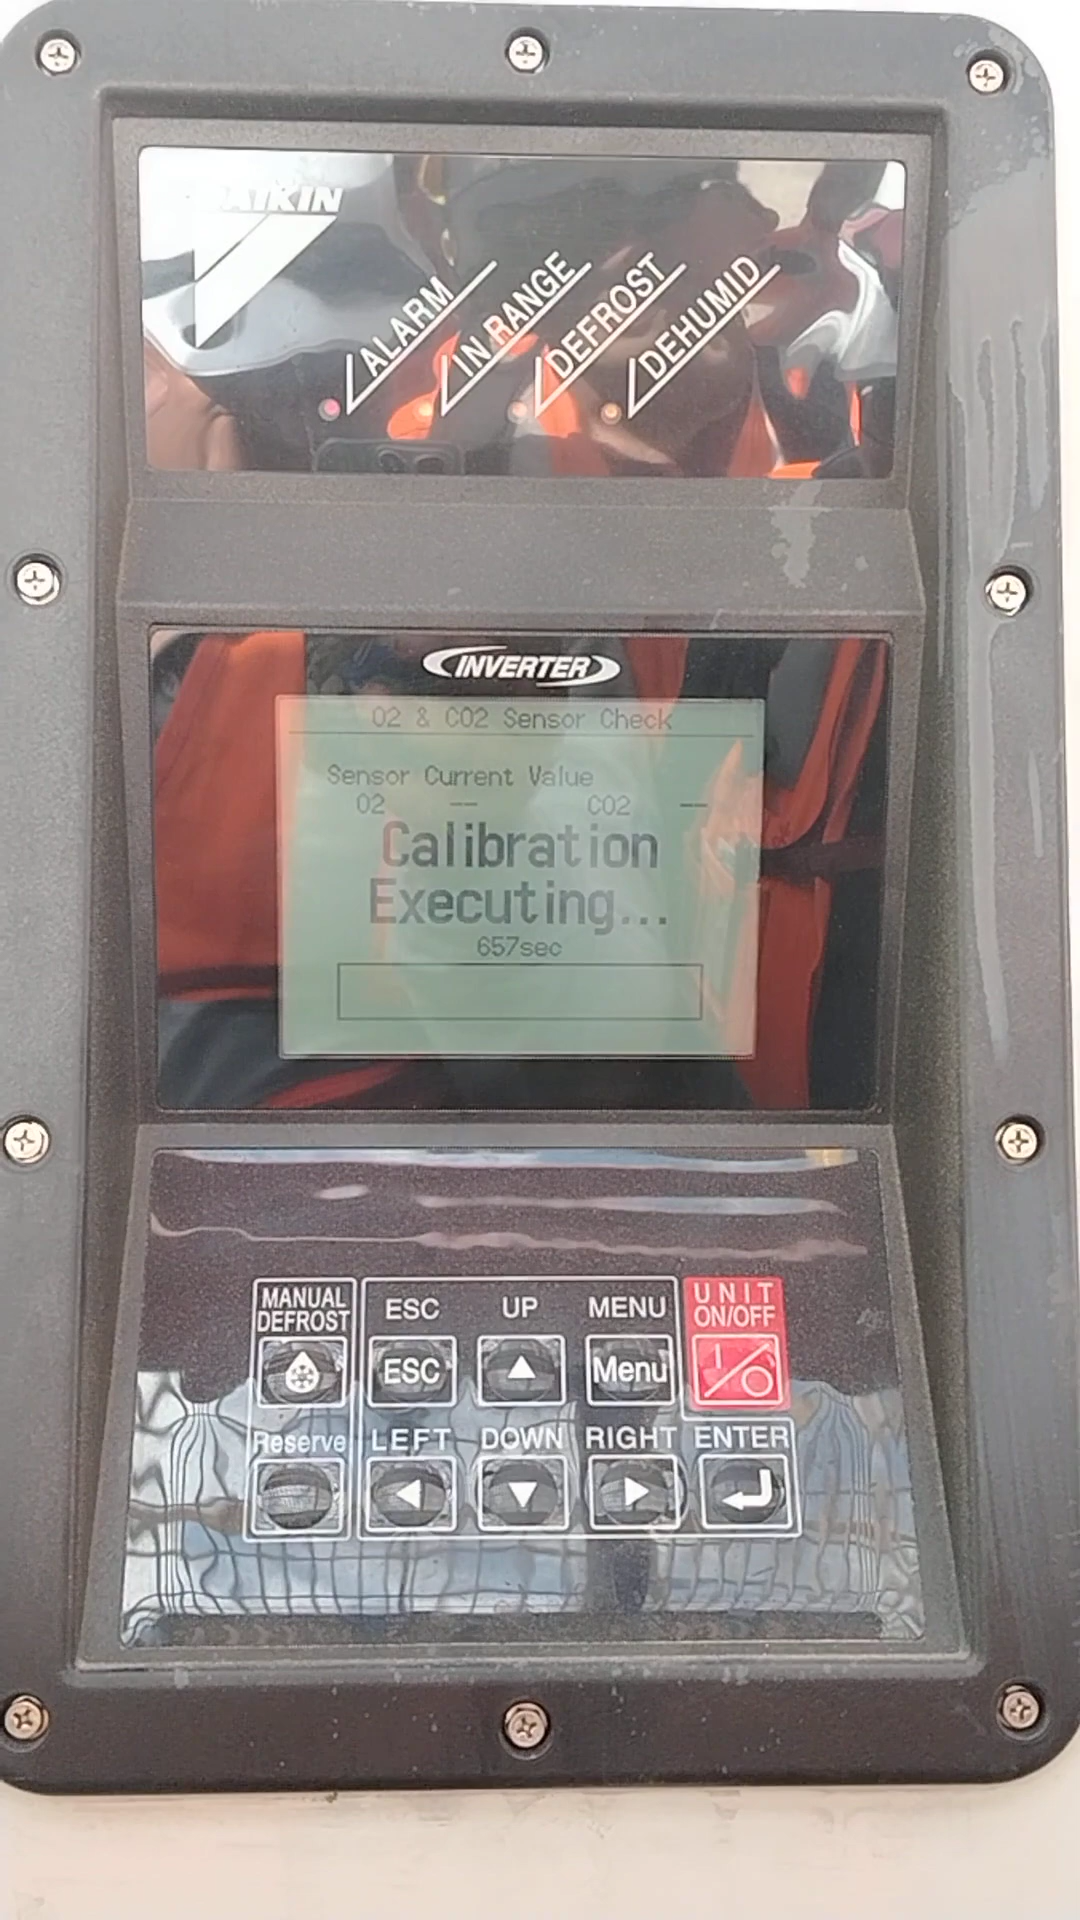 DAIKIN
ALARM
IN RANGE
DEFROST
DEHUMID
INVERTER
O2 & CO2 Sensor Check
Sensor Current Value
O2 -- CO2 --
Calibration
Executing...
657sec
MANUAL DEFROST
ESC
UP
MENU
UNIT ON/OFF
ESC
Menu
Reserve
LEFT
DOWN
RIGHT
ENTER